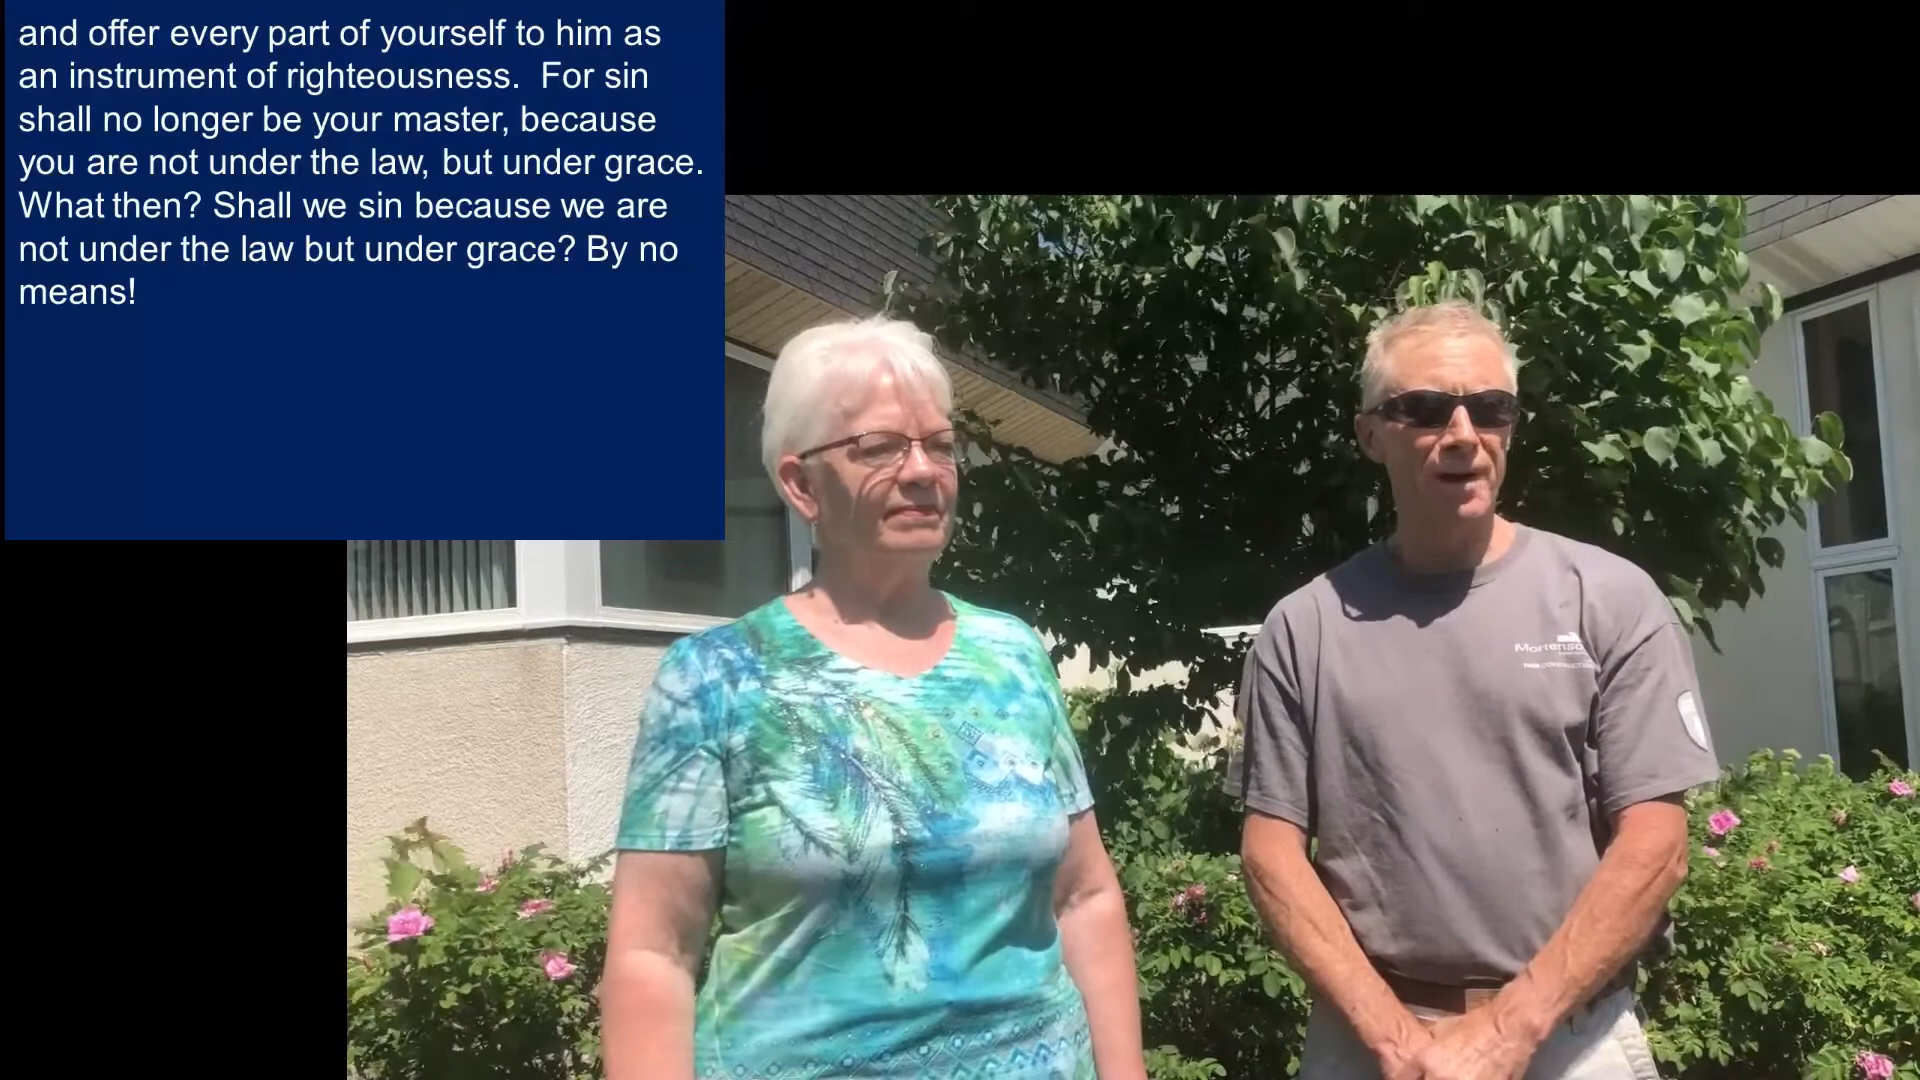 and offer every part of yourself to him as
an instrument of righteousness.  For sin
shall no longer be your master, because
you are not under the law, but under grace.
What then? Shall we sin because we are
not under the law but under grace? By no
means!